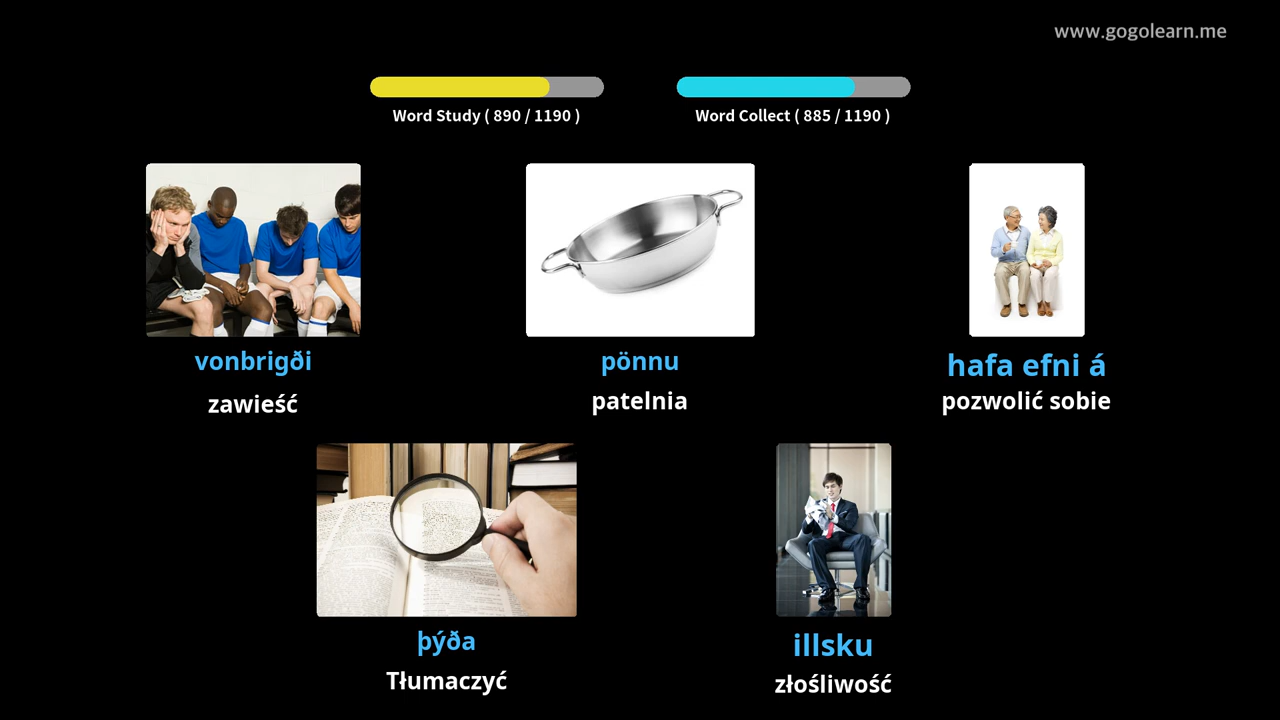 www.gogolearn.me
Word Study ( 890 / 1190 )
Word Collect ( 885 / 1190 )
vonbrigði
zawieść
pönnu
patelnia
hafa efni á
pozwolić sobie
þýða
Tłumaczyć
illsku
złośliwość